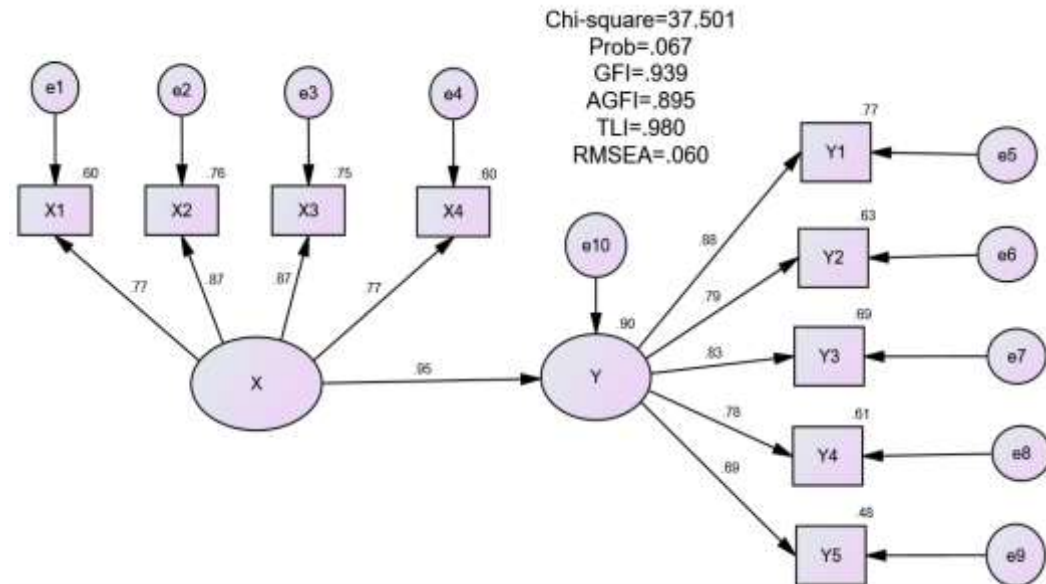 Chi-square=37.501
Prob=.067
GFI=.939
AGFI=.895
TLI=.980
RMSEA=.060
e1
e2
e3
e4
.60
.76
.75
.60
X1
X2
X3
X4
.77
.87
.87
.77
X
.95
e10
.90
Y
.88
.79
.83
.78
.69
.77
Y1
e5
.63
Y2
e6
.69
Y3
e7
.61
Y4
e8
.48
Y5
e9